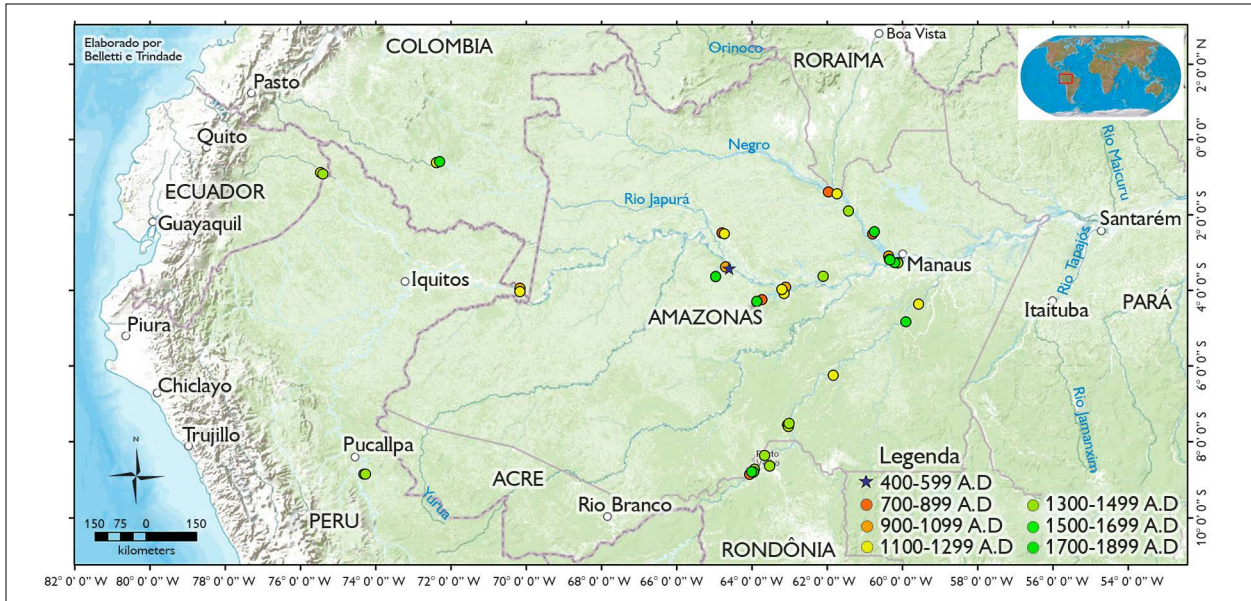 Elaborado por
Belletti e Trindade
COLOMBIA
Orinoco
RORAIMA
Boa Vista
Pasto
Quito
Negro
Rio Maicuru
ECUADOR
Rio Japurá
Guayaquil
Santarém
Manaus
Rio Tapajós
Iquitos
AMAZONAS
Itaituba
PARÁ
Piura
Chiclayo
Rio Jamanxim
Trujillo
Pucallpa
N
ACRE
Yurua
Rio Branco
PERU
RONDÔNIA
150 75 0 150
kilometers
Legenda
400-599 A.D
700-899 A.D
900-1099 A.D
1100-1299 A.D
1300-1499 A.D
1500-1699 A.D
1700-1899 A.D
2° 0' 0" N
0° 0' 0"
2° 0' 0" S
4° 0' 0" S
6° 0' 0" S
8° 0' 0" S
10° 0' 0" S
82° 0' 0" W 80° 0' 0" W 78° 0' 0" W 76° 0' 0" W 74° 0' 0" W 72° 0' 0" W 70° 0' 0" W 68° 0' 0" W 66° 0' 0" W 64° 0' 0" W 62° 0' 0" W 60° 0' 0" W 58° 0' 0" W 56° 0' 0" W 54° 0' 0" W